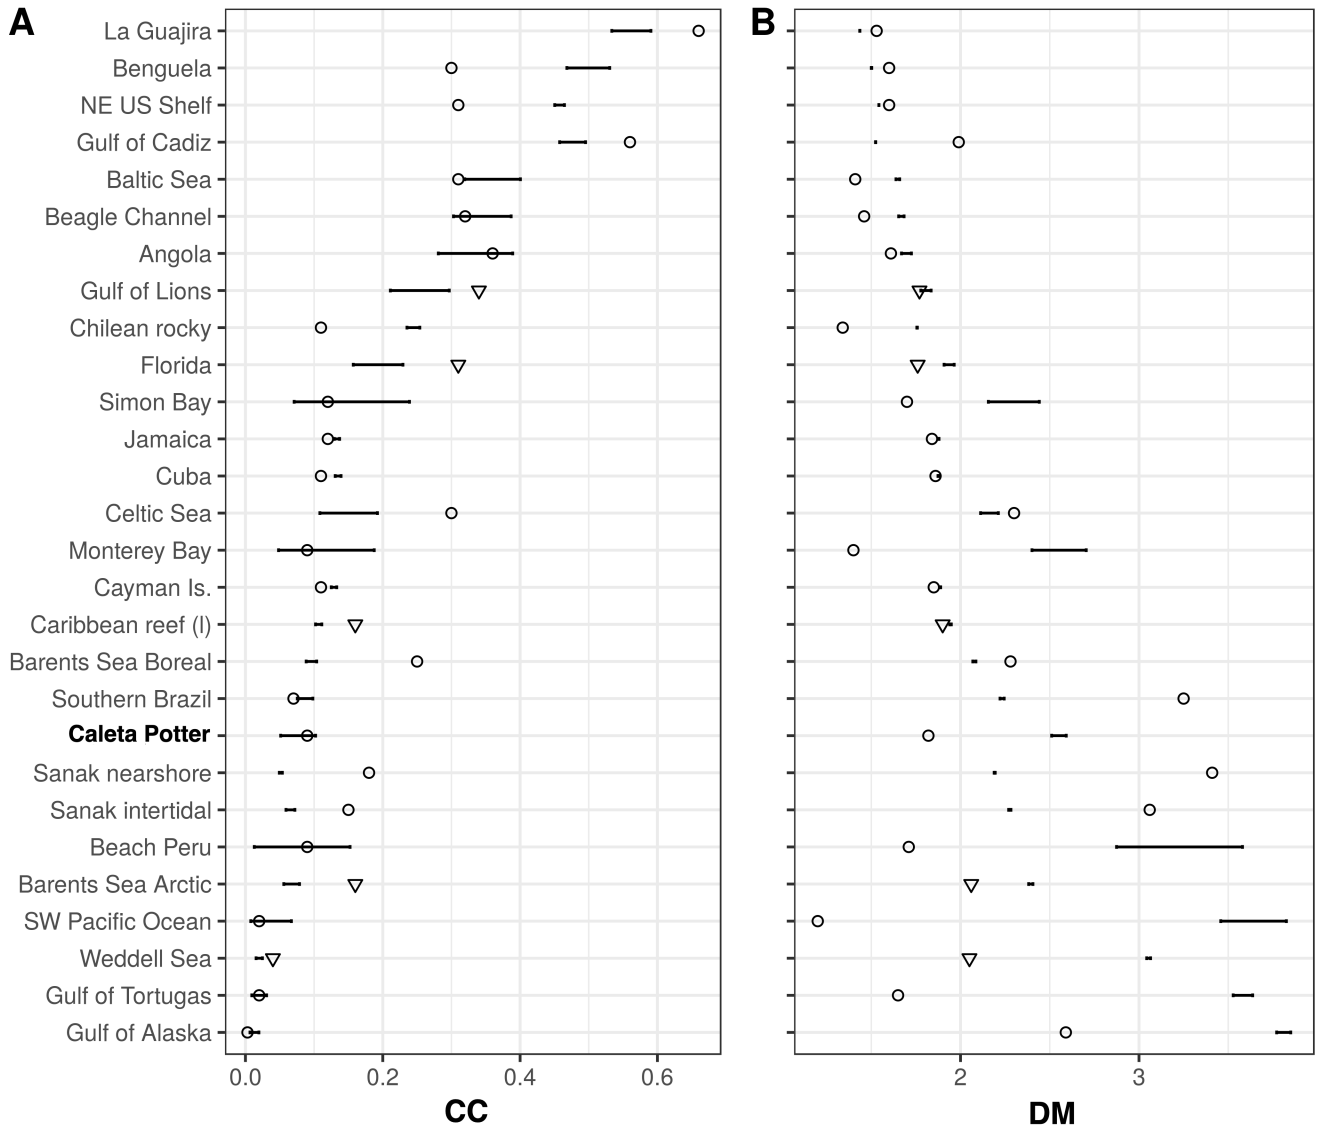 A
B
La Guajira
Benguela
NE US Shelf
Gulf of Cadiz
Baltic Sea
Beagle Channel
Angola
Gulf of Lions
Chilean rocky
Florida
Simon Bay
Jamaica
Cuba
Celtic Sea
Monterey Bay
Cayman Is.
Caribbean reef (I)
Barents Sea Boreal
Southern Brazil
Caleta Potter
Sanak nearshore
Sanak intertidal
Beach Peru
Barents Sea Arctic
SW Pacific Ocean
Weddell Sea
Gulf of Tortugas
Gulf of Alaska
0.0 0.2 0.4 0.6
2 3
CC
DM